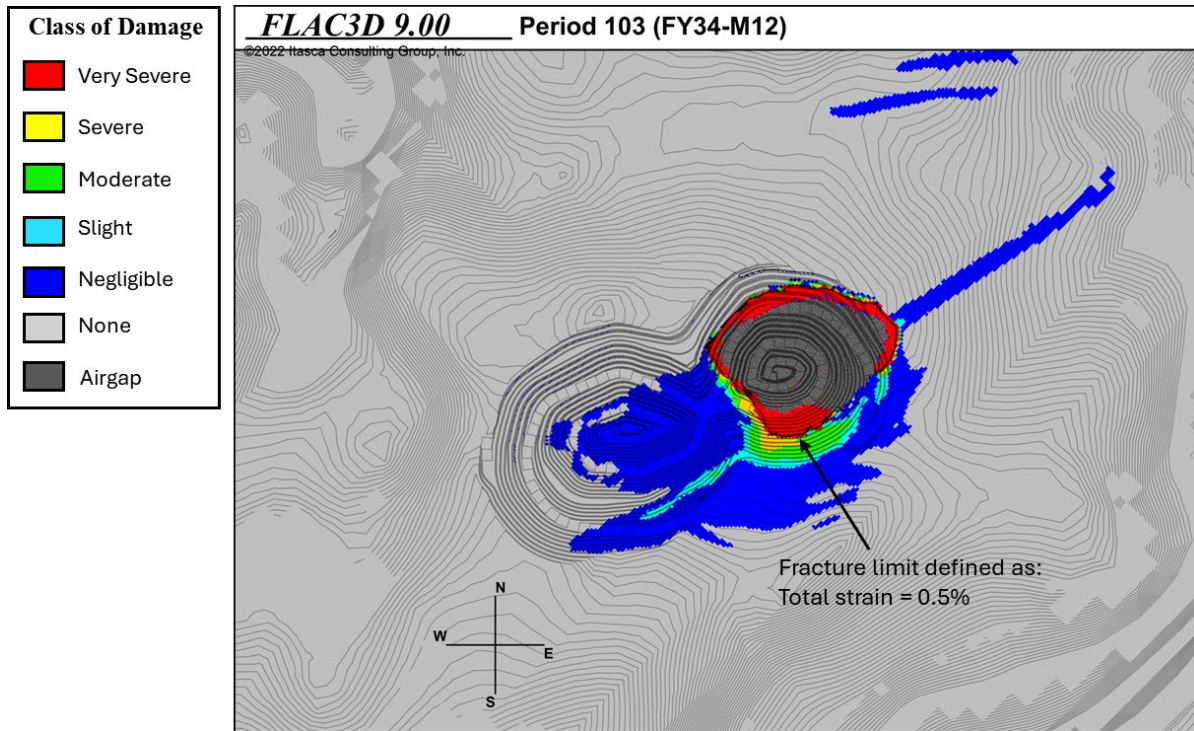 Class of Damage
Very Severe
Severe
Moderate
Slight
Negligible
None
Airgap
FLAC3D 9.00
Period 103 (FY34-M12)
©2022 Itasca Consulting Group, Inc.
Fracture limit defined as:
Total strain = 0.5%
N
W
E
S